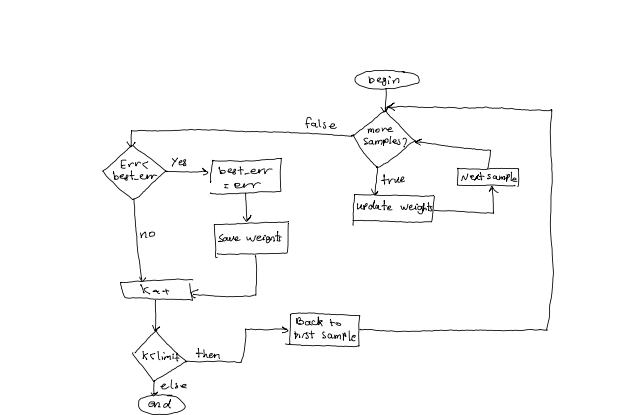 begin
false
more
samples?
Err<
best_err
yes
best_err
= err
true
Next sample
update weights
no
save weights
K++
Back to
first sample
K<limit
then
else
end